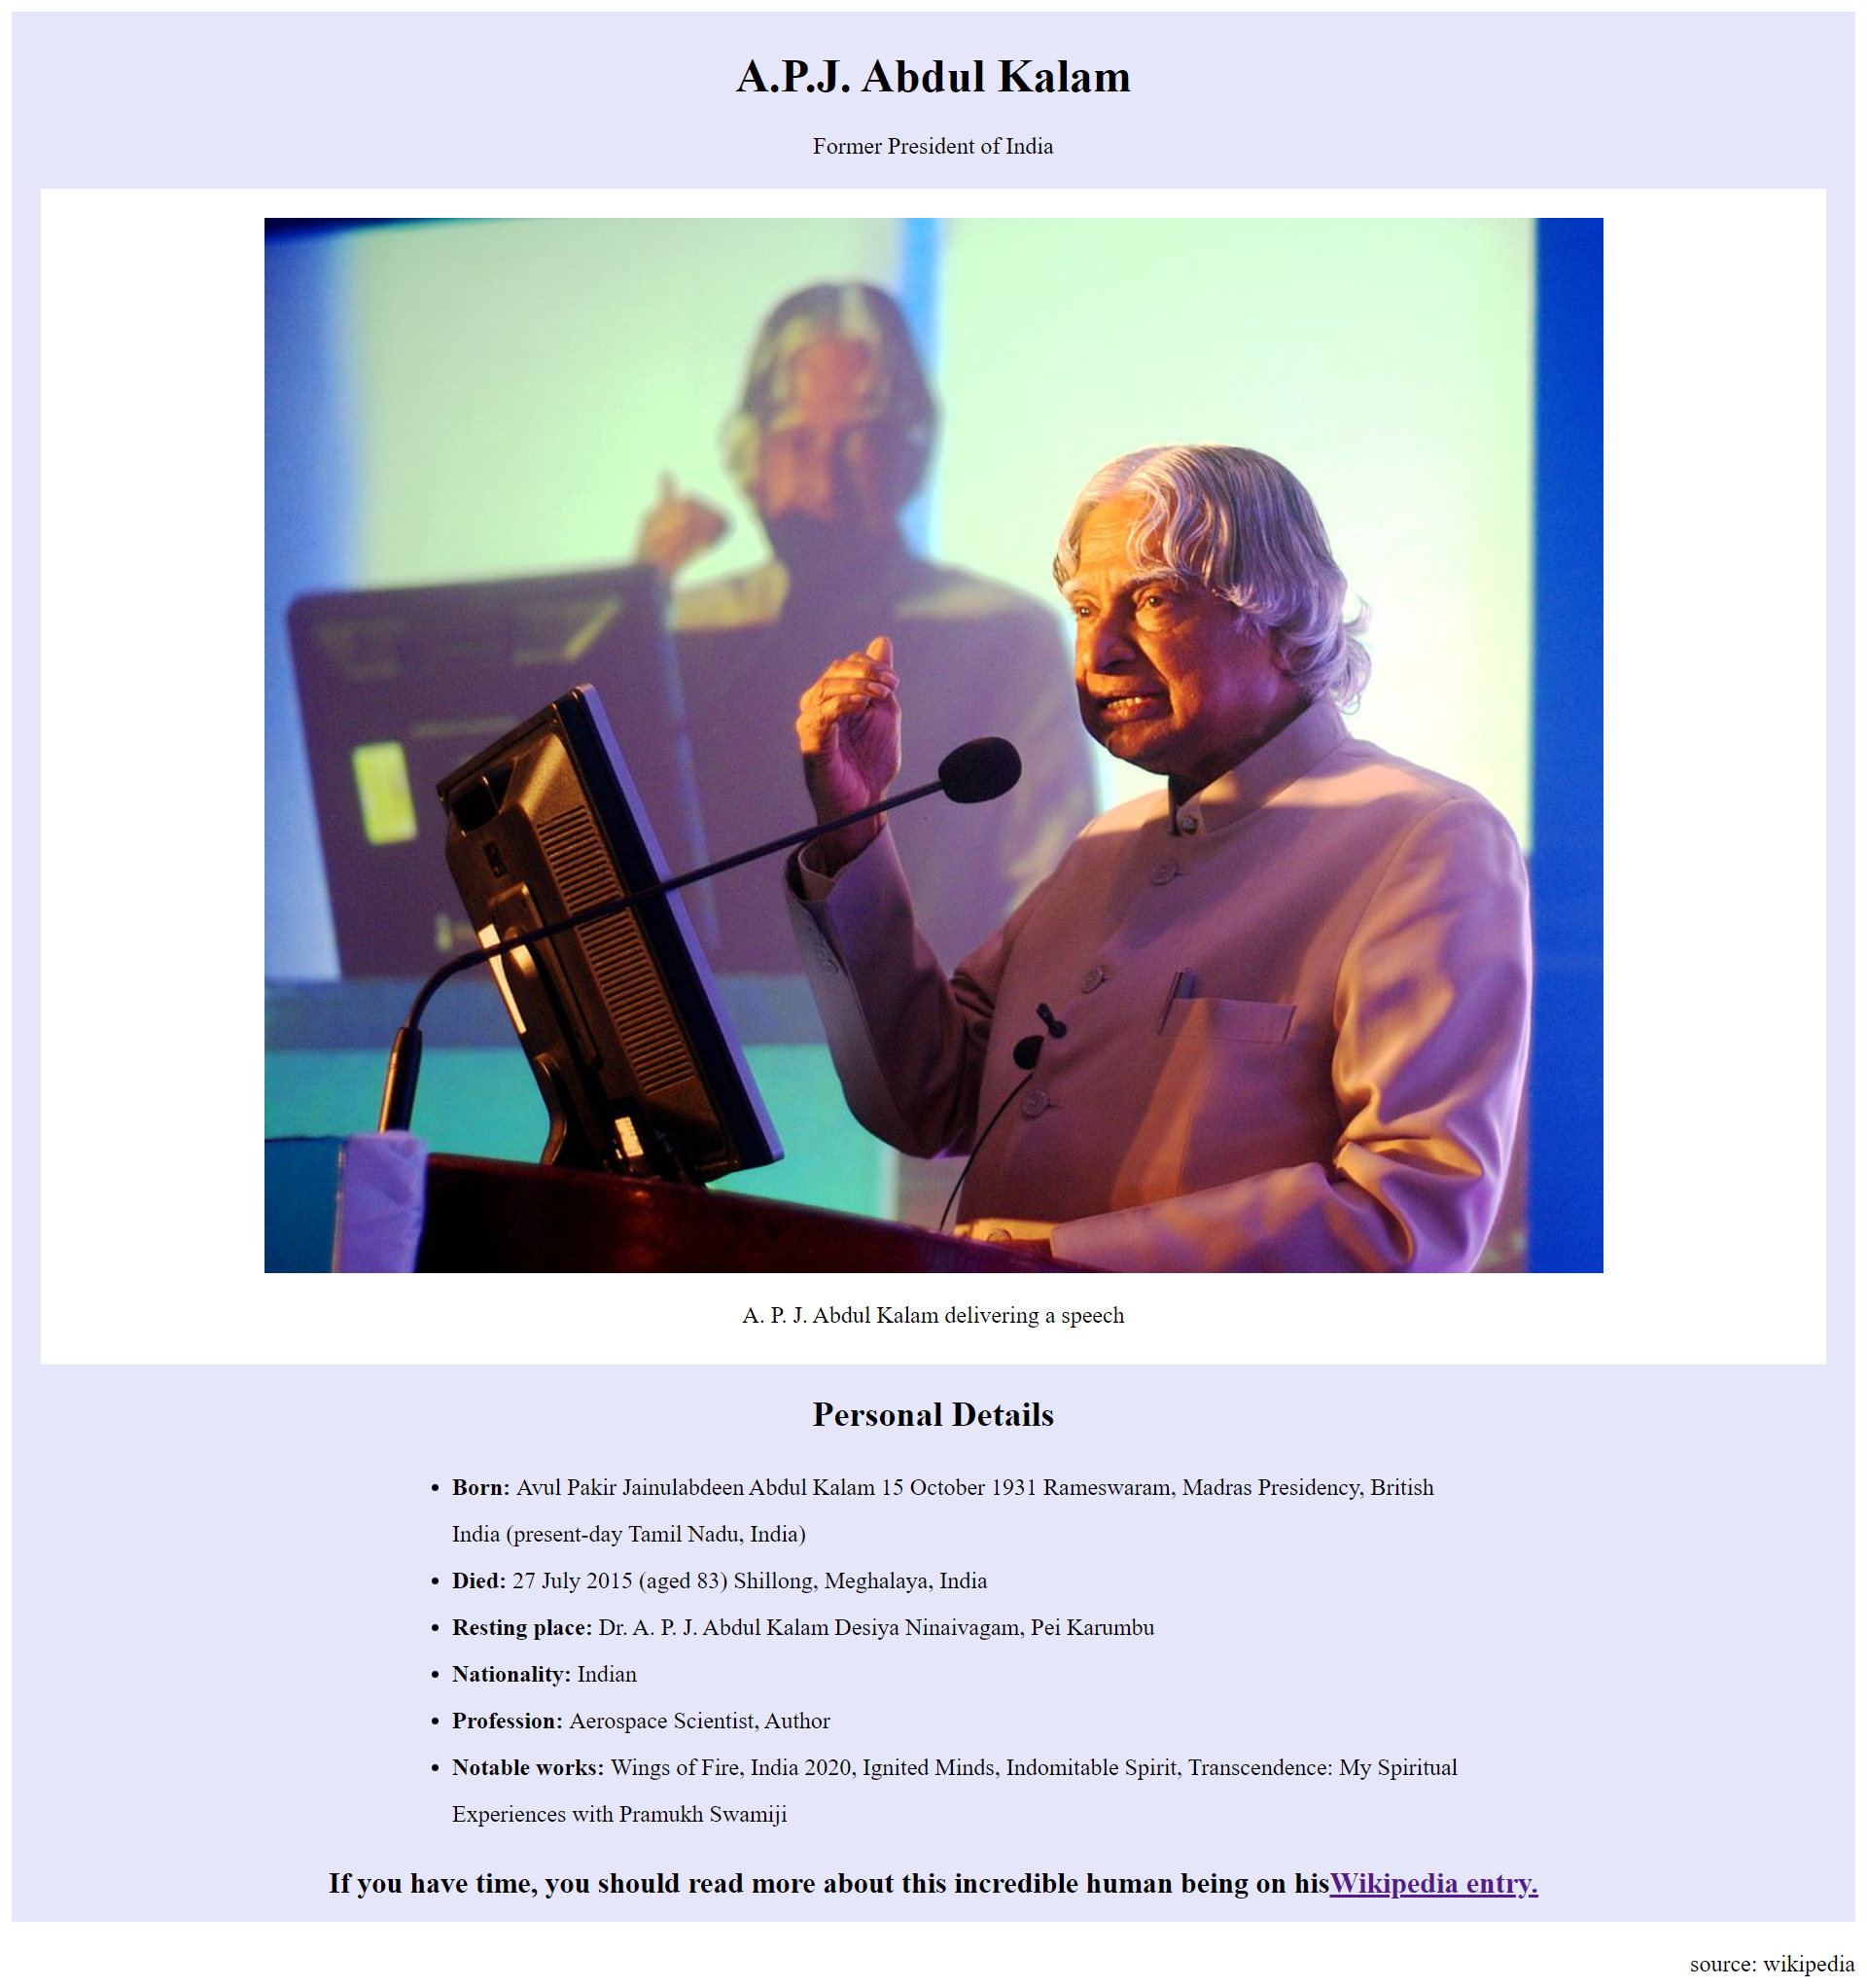 A.P.J. Abdul Kalam
Former President of India
A. P. J. Abdul Kalam delivering a speech
Personal Details
• Born: Avul Pakir Jainulabdeen Abdul Kalam 15 October 1931 Rameswaram, Madras Presidency, British
India (present-day Tamil Nadu, India)
• Died: 27 July 2015 (aged 83) Shillong, Meghalaya, India
• Resting place: Dr. A. P. J. Abdul Kalam Desiya Ninaivagam, Pei Karumbu
• Nationality: Indian
• Profession: Aerospace Scientist, Author
• Notable works: Wings of Fire, India 2020, Ignited Minds, Indomitable Spirit, Transcendence: My Spiritual
Experiences with Pramukh Swamiji
If you have time, you should read more about this incredible human being on hisWikipedia entry.
source: wikipedia